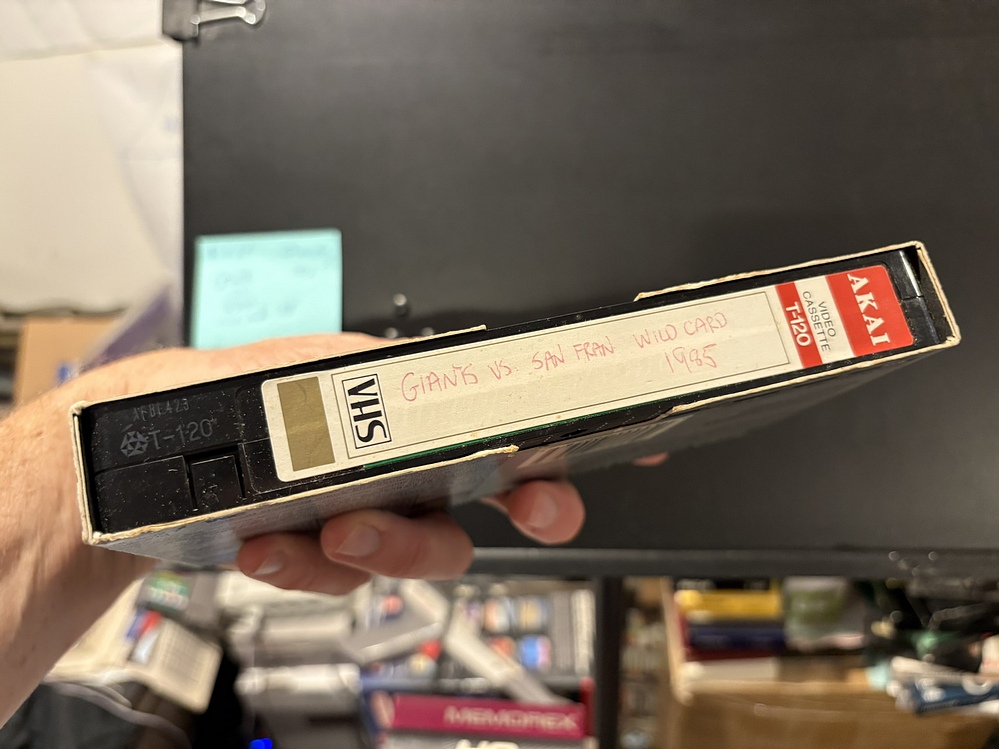 AFBL423
T-120
VHS
GIANTS VS. SAN FRAN WILD CARD
1985
T-120
VIDEO
CASSETTE
AKAI
MEMOREX